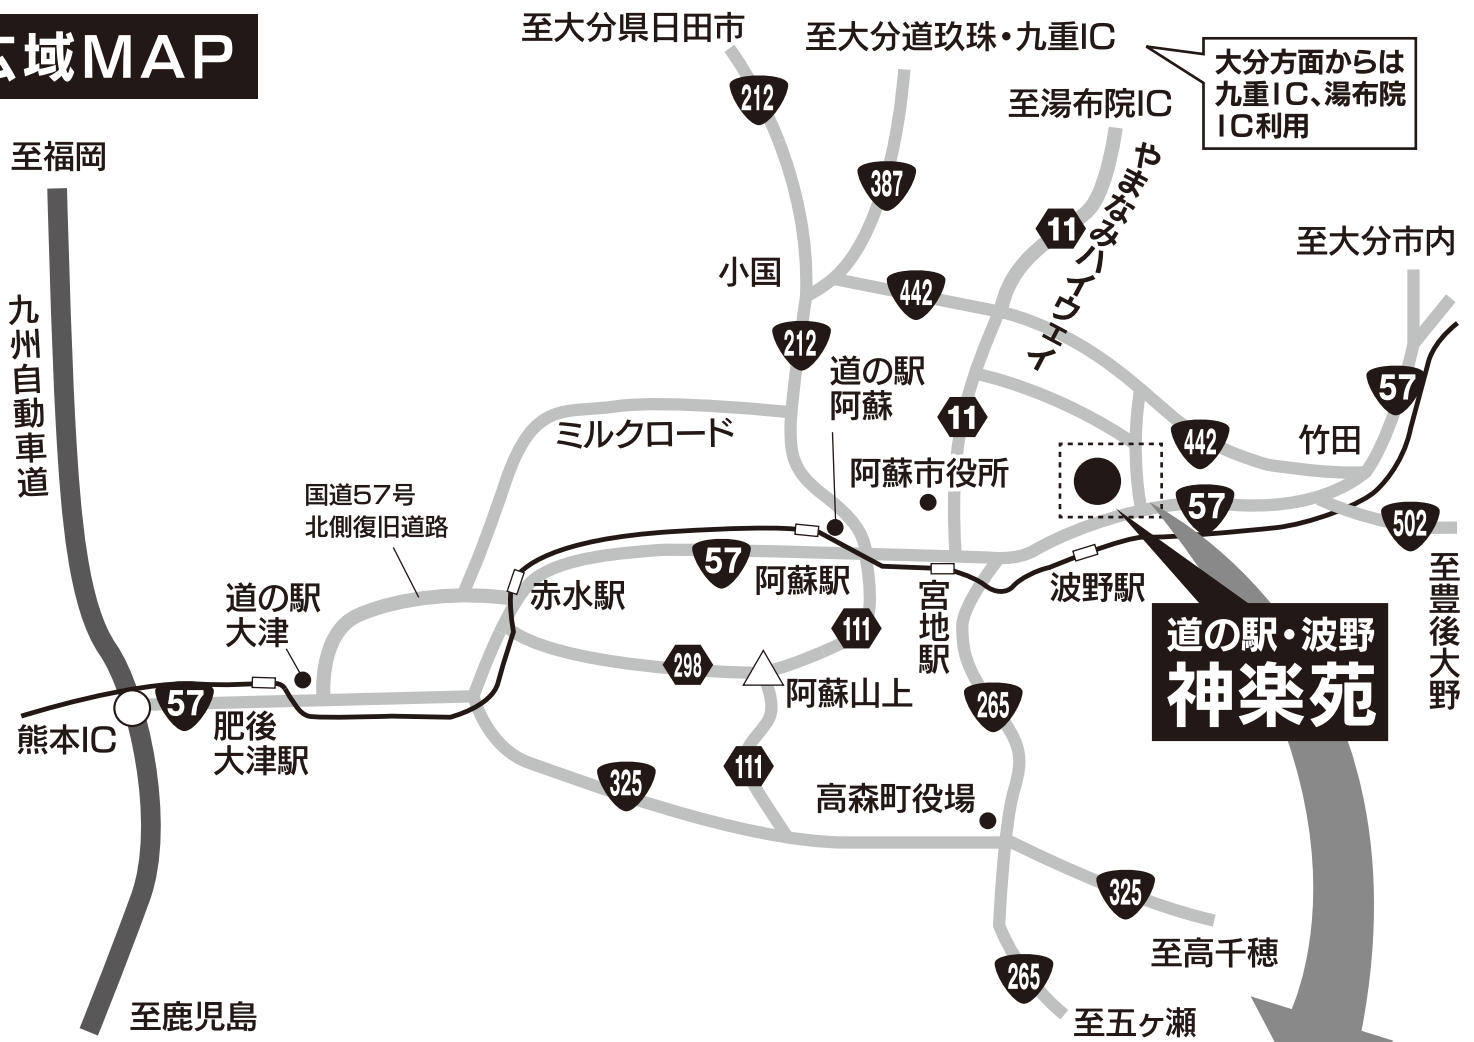 広域MAP
至大分県日田市
至大分道玖珠・九重IC
大分方面からは
九重IC、湯布院
IC利用
至湯布院IC
至福岡
212
387
やまなみハイウェイ
11
至大分市内
小国
442
九州自動車道
212
道の駅
阿蘇
57
11
ミルクロード
442
竹田
阿蘇市役所
国道57号
北側復旧道路
57
502
57
阿蘇駅
赤水駅
宮地駅
波野駅
至豊後大野
道の駅
大津
111
道の駅・波野
神楽苑
298
阿蘇山上
265
57
熊本IC
肥後
大津駅
111
325
高森町役場
325
至高千穂
265
至鹿児島
至五ヶ瀬